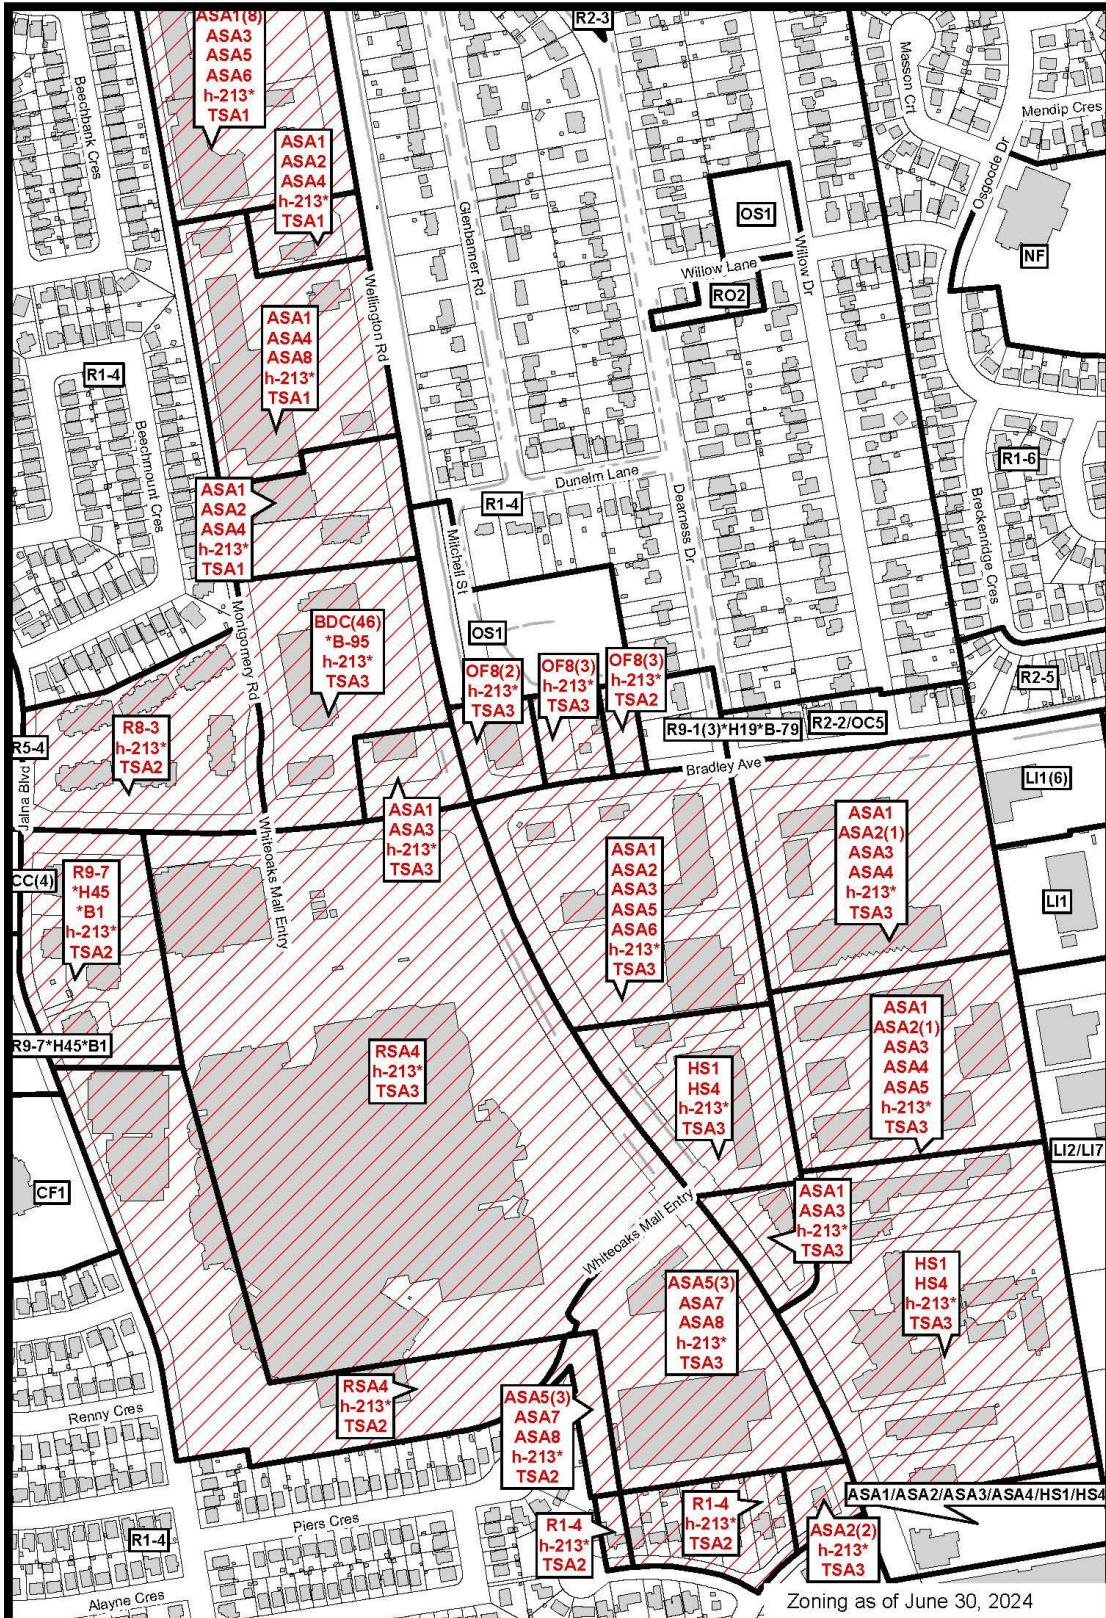 ASA1(8)
ASA3
ASA5
ASA6
h-213*
TSA1
R2-3
Masson Crt
Mendip Cres
Beechbank Cres
Osgoode Dr
ASA1
ASA2
ASA4
h-213*
TSA1
OS1
Glenbanner Rd
Willow Dr
NF
Willow Lane
RO2
Wellington Rd
ASA1
ASA4
ASA8
h-213*
TSA1
R1-4
Beechmount Cres
R1-6
Dunelm Lane
ASA1
ASA2
ASA4
h-213*
TSA1
R1-4
Dearness Dr
Breckenridge Cres
Mitchell St
Montgomery Rd
BDC(46)
*B-95
h-213*
TSA3
OS1
OF8(2)
h-213*
TSA3
OF8(3)
h-213*
TSA3
OF8(3)
h-213*
TSA2
R2-5
R9-1(3)*H19*B-79
R2-2/OC5
R5-4
R8-3
h-213*
TSA2
Jalna Blvd
Bradley Ave
LI1(6)
ASA1
ASA3
h-213*
TSA3
Whiteoaks Mall Entry
ASA1
ASA2(1)
ASA3
ASA4
h-213*
TSA3
ASA1
ASA2
ASA3
ASA5
ASA6
h-213*
TSA3
CC(4)
R9-7
*H45
*B1
h-213*
TSA2
LI1
R9-7*H45*B1
RSA4
h-213*
TSA3
HS1
HS4
h-213*
TSA3
ASA1
ASA2(1)
ASA3
ASA4
ASA5
h-213*
TSA3
LI2/LI7
CF1
Whiteoaks Mall Entry
ASA1
ASA3
h-213*
TSA3
ASA5(3)
ASA7
ASA8
h-213*
TSA3
HS1
HS4
h-213*
TSA3
RSA4
h-213*
TSA2
ASA5(3)
ASA7
ASA8
h-213*
TSA2
Renny Cres
ASA1/ASA2/ASA3/ASA4/HS1/HS4
R1-4
Piers Cres
R1-4
h-213*
TSA2
R1-4
h-213*
TSA2
ASA2(2)
h-213*
TSA3
Alayne Cres
Zoning as of June 30, 2024